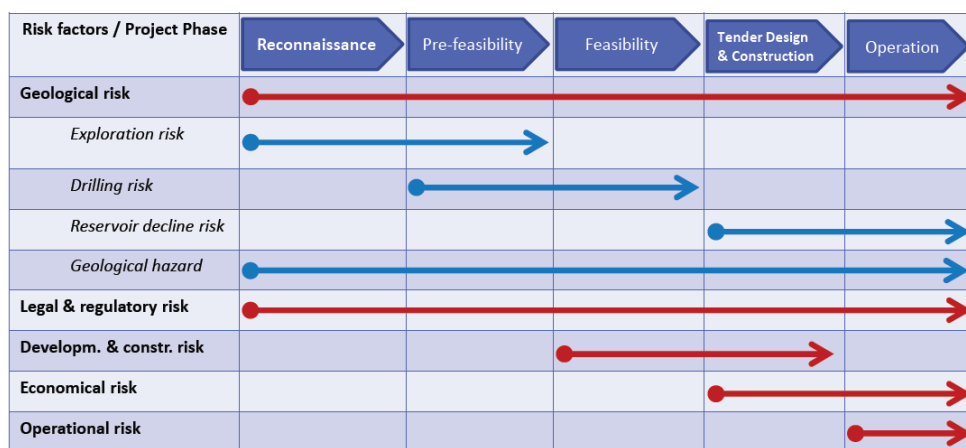 Risk factors / Project Phase
Reconnaissance
Pre-feasibility
Feasibility
Tender Design
& Construction
Operation
Geological risk
Exploration risk
Drilling risk
Reservoir decline risk
Geological hazard
Legal & regulatory risk
Developm. & constr. risk
Economical risk
Operational risk